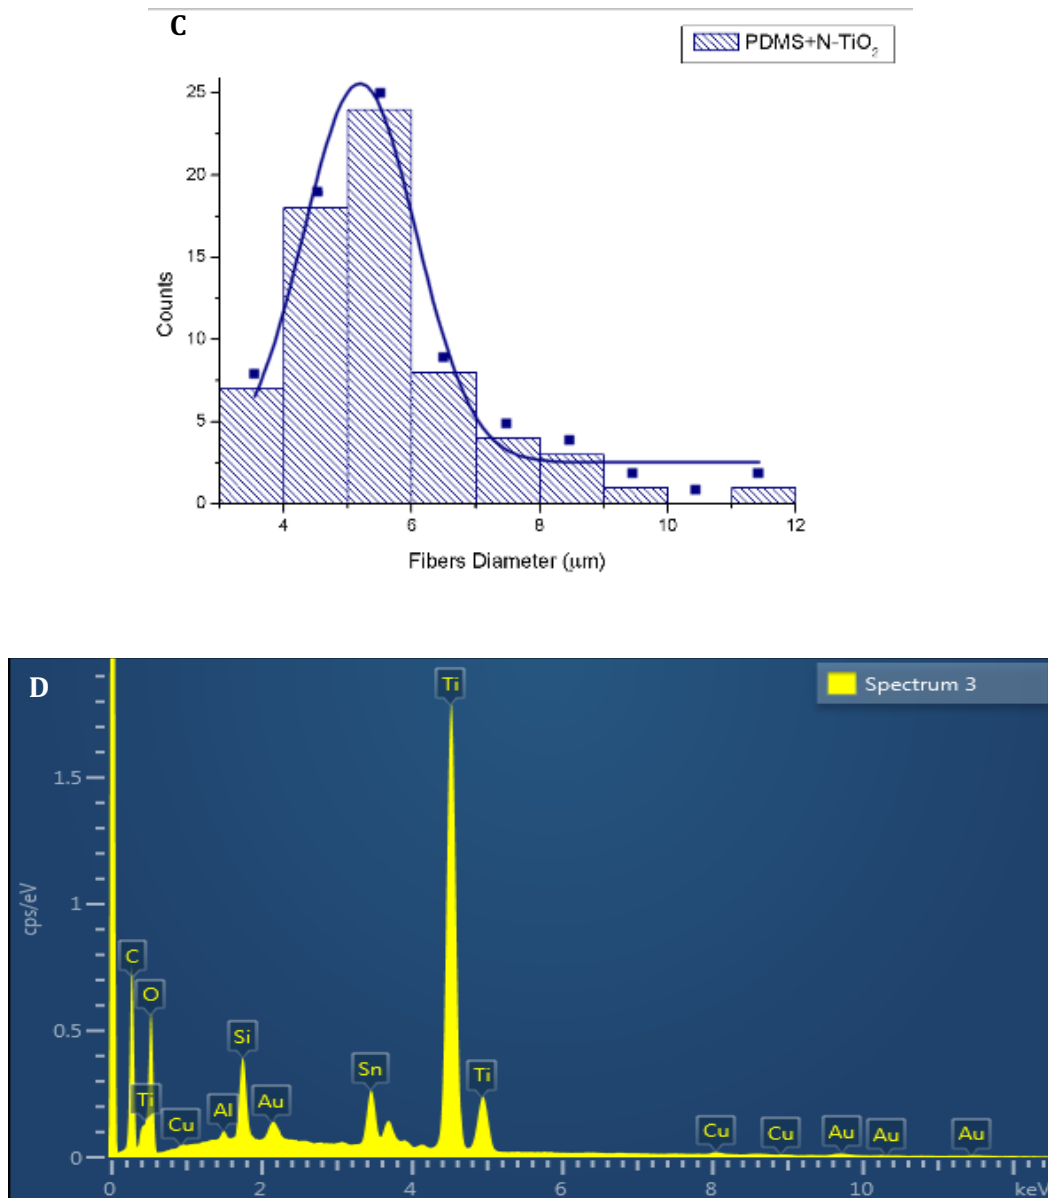 C
PDMS+N-TiO₂
25
20
15
10
5
0
Counts
4 6 8 10 12
Fibers Diameter (μm)
D
Spectrum 3
Ti
1.5
1
0.5
0
cps/eV
C
O
Ti
Cu
Al
Si
Au
Sn
Ti
Cu
Cu
Au
Au
Au
0 2 4 6 8 10 keV